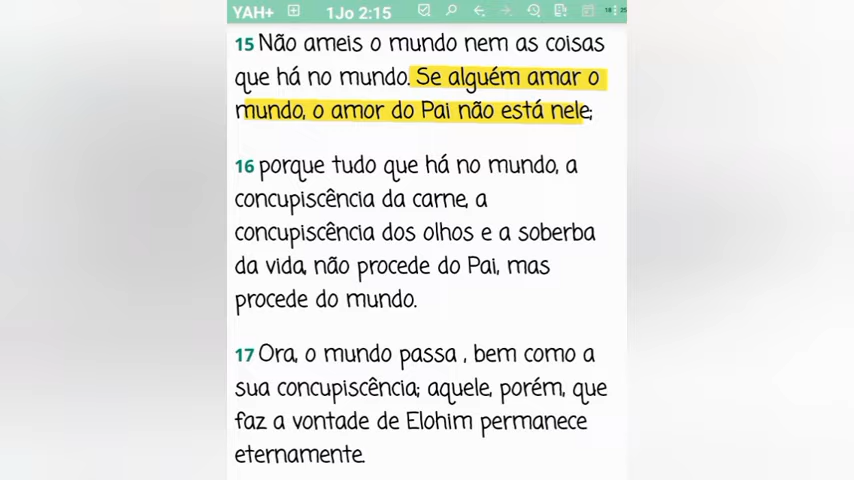 YAH+ 1Jo 2:15
15 Não ameis o mundo nem as coisas
que há no mundo. Se alguém amar o
mundo, o amor do Pai não está nele;
16 porque tudo que há no mundo, a
concupiscência da carne, a
concupiscência dos olhos e a soberba
da vida, não procede do Pai, mas
procede do mundo.
17 Ora, o mundo passa , bem como a
sua concupiscência; aquele, porém, que
faz a vontade de Elohim permanece
eternamente.